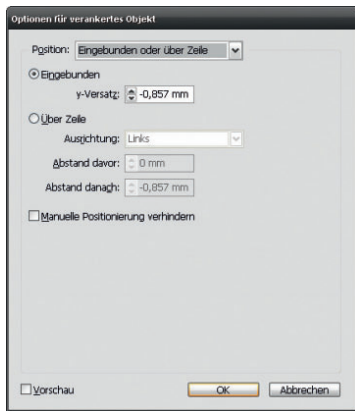 Optionen für verankertes Objekt
Position: Eingebunden oder über Zeile
Eingebunden
y-Versatz: -0,857 mm
Über Zeile
Ausrichtung: Links
Abstand davor: 0 mm
Abstand danach: -0,857 mm
Manuelle Positionierung verhindern
Vorschau OK Abbrechen